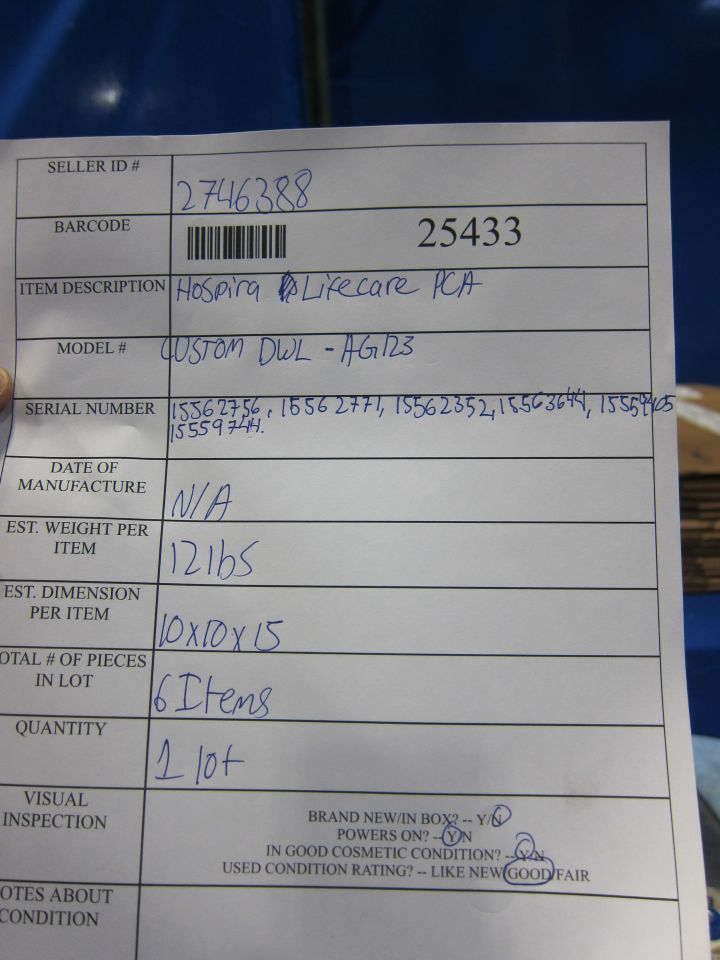 SELLER ID # 2746388
BARCODE 25433
ITEM DESCRIPTION Hospira Lifecare PCA
MODEL # CUSTOM DWL - AG123
SERIAL NUMBER 15562756, 15562771, 15562352, 15563644, 15559405
15559744.
DATE OF
MANUFACTURE N/A
EST. WEIGHT PER
ITEM 12 lbs
EST. DIMENSION
PER ITEM 10x10x15
OTAL # OF PIECES
IN LOT 6 Items
QUANTITY 1 lot
VISUAL
INSPECTION
BRAND NEW/IN BOX? -- Y/N
POWERS ON? -- Y/N
IN GOOD COSMETIC CONDITION? -- Y/N
USED CONDITION RATING? -- LIKE NEW/GOOD/FAIR
OTES ABOUT
CONDITION